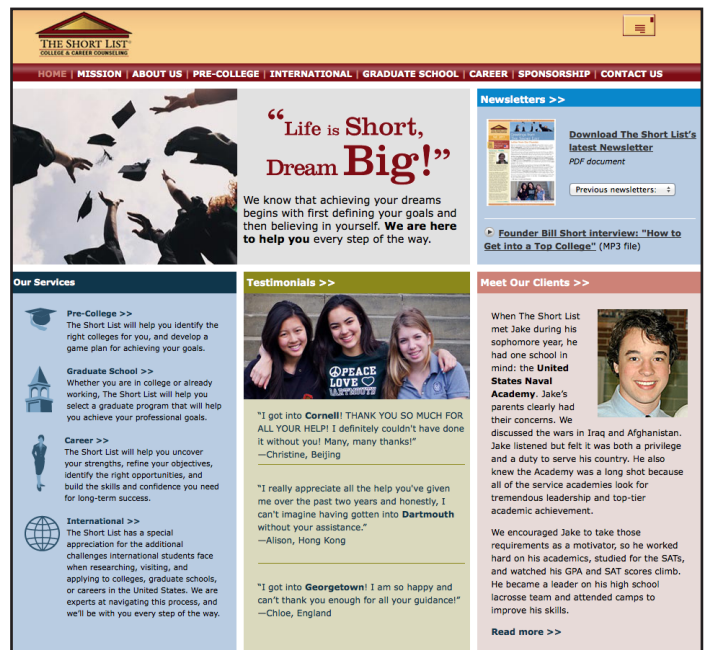 THE SHORT LIST
COLLEGE & CAREER COUNSELING
HOME | MISSION | ABOUT US | PRE-COLLEGE | INTERNATIONAL | GRADUATE SCHOOL | CAREER | SPONSORSHIP | CONTACT US
“Life is Short,
Dream Big!”
We know that achieving your dreams
begins with first defining your goals and
then believing in yourself. We are here
to help you every step of the way.
Newsletters >>
Download The Short List's
latest Newsletter
PDF document
Previous newsletters:
Founder Bill Short interview: "How to
Get into a Top College" (MP3 file)
Our Services
Pre-College >>
The Short List will help you identify the
right colleges for you, and develop a
game plan for achieving your goals.
Graduate School >>
Whether you are in college or already
working, The Short List will help you
select a graduate program that will help
you achieve your professional goals.
Career >>
The Short List will help you uncover
your strengths, refine your objectives,
identify the right opportunities, and
build the skills and confidence you need
for long-term success.
International >>
The Short List has a special
appreciation for the additional
challenges international students face
when researching, visiting, and
applying to colleges, graduate schools,
or careers in the United States. We are
experts at navigating this process, and
we'll be with you every step of the way.
Testimonials >>
PEACE
LOVE
DARTMOUTH
“I got into Cornell! THANK YOU SO MUCH FOR
ALL YOUR HELP! I definitely couldn't have done
it without you! Many, many thanks!”
—Christine, Beijing
“I really appreciate all the help you've given
me over the past two years and honestly, I
can't imagine having gotten into Dartmouth
without your assistance.”
—Alison, Hong Kong
“I got into Georgetown! I am so happy and
can’t thank you enough for all your guidance!”
—Chloe, England
Meet Our Clients >>
When The Short List
met Jake during his
sophomore year, he
had one school in
mind: the United
States Naval
Academy. Jake’s
parents clearly had
their concerns. We
discussed the wars in Iraq and Afghanistan.
Jake listened but felt it was both a privilege
and a duty to serve his country. He also
knew the Academy was a long shot because
all of the service academies look for
tremendous leadership and top-tier
academic achievement.
We encouraged Jake to take those
requirements as a motivator, so he worked
hard on his academics, studied for the SATs,
and watched his GPA and SAT scores climb.
He became a leader on his high school
lacrosse team and attended camps to
improve his skills.
Read more >>